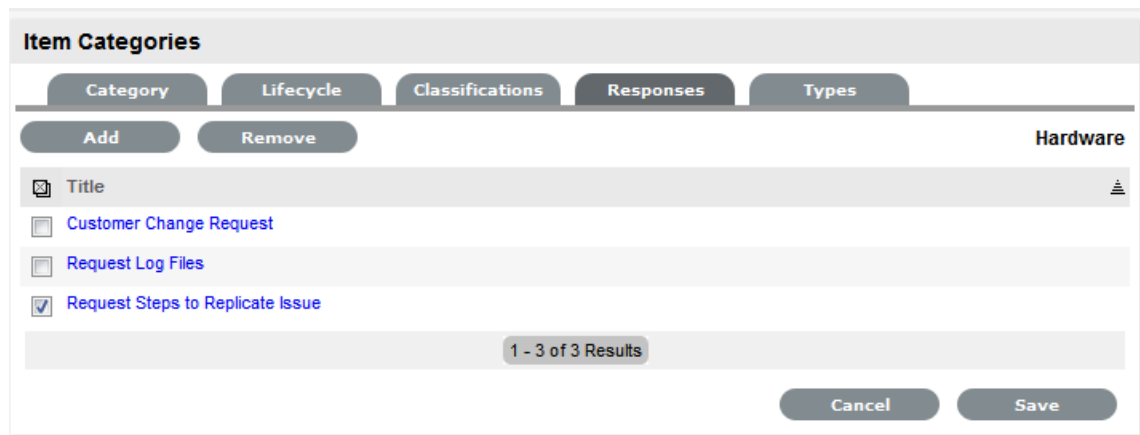 Item Categories
Category Lifecycle Classifications Responses Types
Add Remove Hardware
Title
Customer Change Request
Request Log Files
Request Steps to Replicate Issue
1 - 3 of 3 Results
Cancel Save